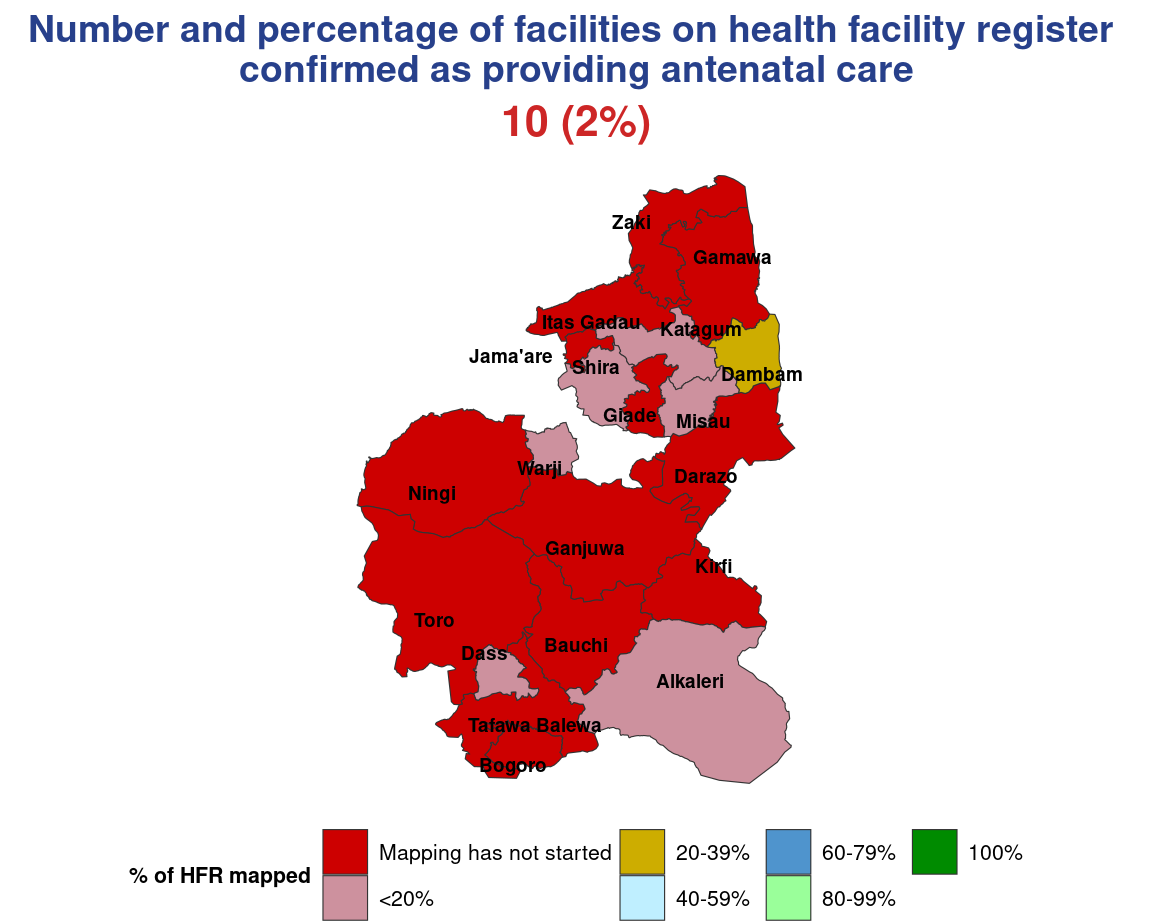 Number and percentage of facilities on health facility register
confirmed as providing antenatal care
10 (2%)
Zaki
Gamawa
Itas Gadau
Katagum
Jama'are
Shira
Dambam
Giade
Misau
Warji
Darazo
Ningi
Ganjuwa
Kirfi
Toro
Bauchi
Dass
Alkaleri
Tafawa Balewa
Bogoro
% of HFR mapped
Mapping has not started
<20%
20-39%
40-59%
60-79%
80-99%
100%